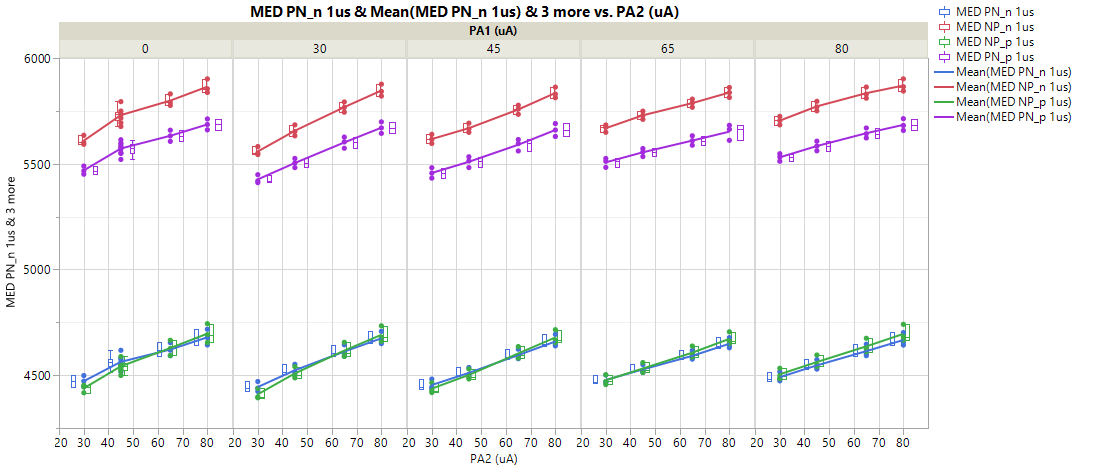 MED PN_n 1us & Mean(MED PN_n 1us) & 3 more vs. PA2 (uA)
PA1 (uA)
0 30 45 65 80
MED PN_n 1us
MED NP_n 1us
MED NP_p 1us
MED PN_p 1us
Mean(MED PN_n 1us)
Mean(MED NP_n 1us)
Mean(MED NP_p 1us)
Mean(MED PN_p 1us)
MED PN_n 1us & 3 more
6000
5500
5000
4500
20 30 40 50 60 70 80 20 30 40 50 60 70 80 20 30 40 50 60 70 80 20 30 40 50 60 70 80 20 30 40 50 60 70 80
PA2 (uA)